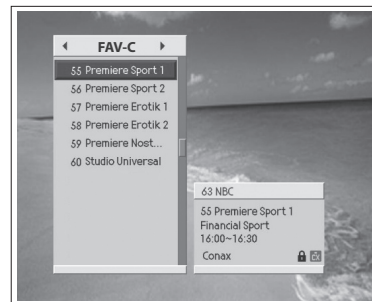 FAV-C
55 Premiere Sport 1
56 Premiere Sport 2
57 Premiere Erotik 1
58 Premiere Erotik 2
59 Premiere Nost...
60 Studio Universal
63 NBC
55 Premiere Sport 1
Financial Sport
16:00~16:30
Conax